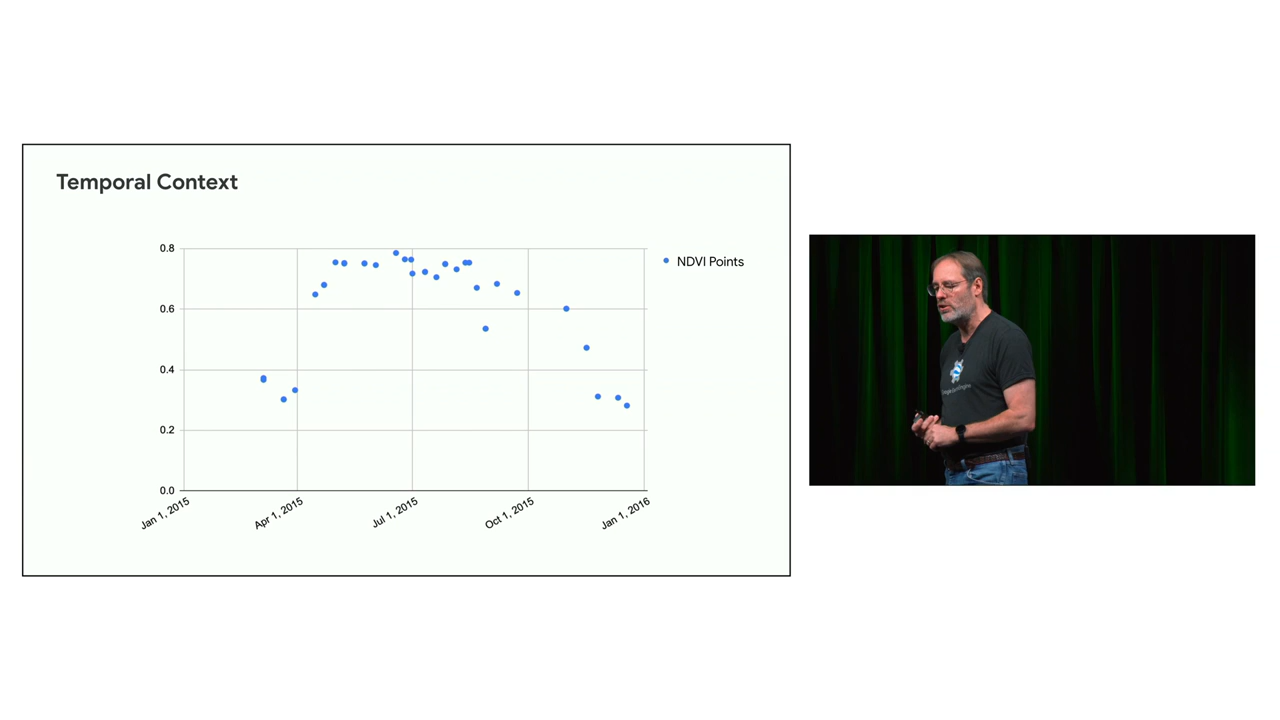 Temporal Context
0.8
0.6
0.4
0.2
0.0
Jan 1, 2015
Apr 1, 2015
Jul 1, 2015
Oct 1, 2015
Jan 1, 2016
NDVI Points